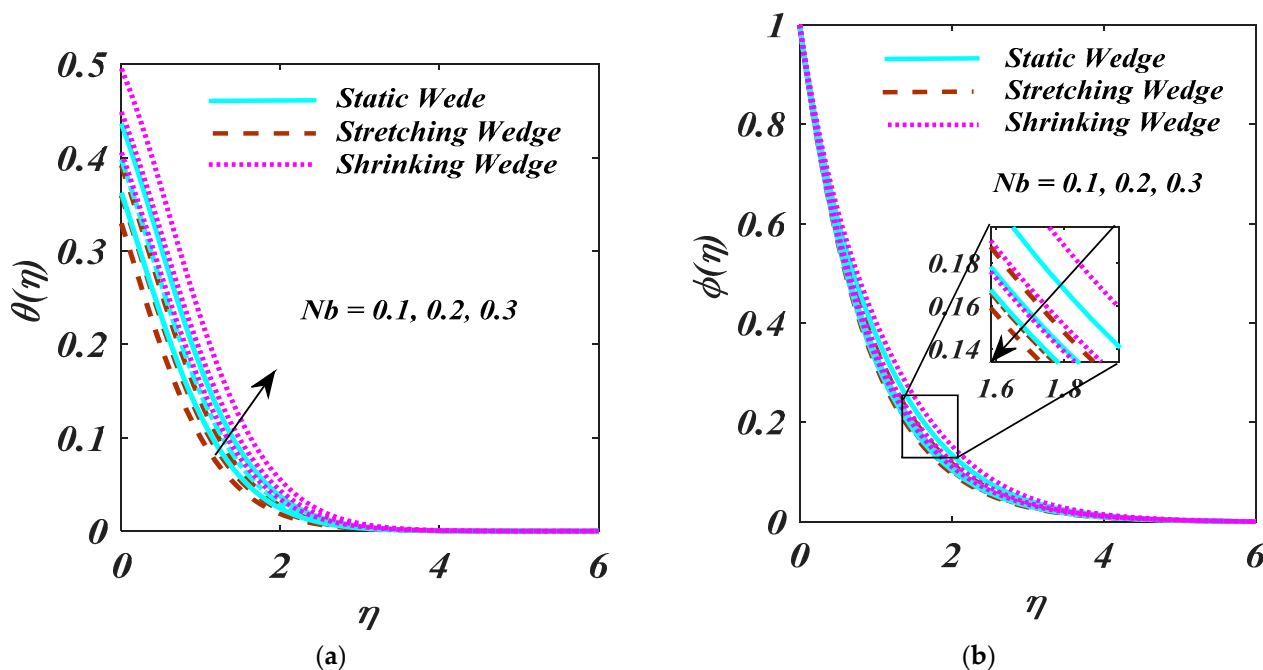 0.5
0.4
0.3
0.2
0.1
0
0
2
4
6
θ(η)
η
Static Wede
Stretching Wedge
Shrinking Wedge
Nb = 0.1, 0.2, 0.3
(a)
1
0.8
0.6
0.4
0.2
0
0
2
4
6
ϕ(η)
η
Static Wedge
Stretching Wedge
Shrinking Wedge
Nb = 0.1, 0.2, 0.3
0.18
0.16
0.14
1.6
1.8
(b)